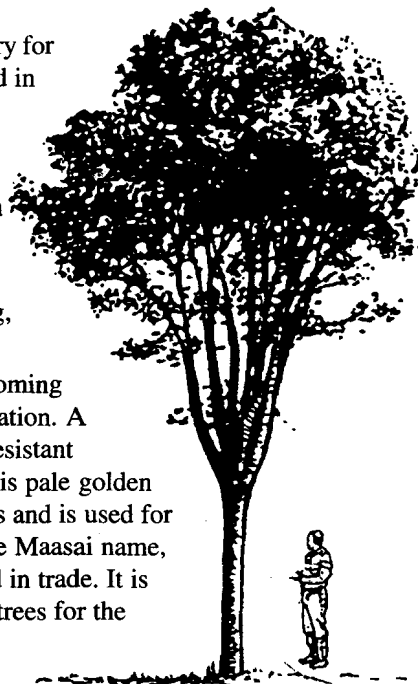 ry for
d in
n
g,
oming
ation. A
esistant
is pale golden
s and is used for
e Maasai name,
d in trade. It is
trees for the